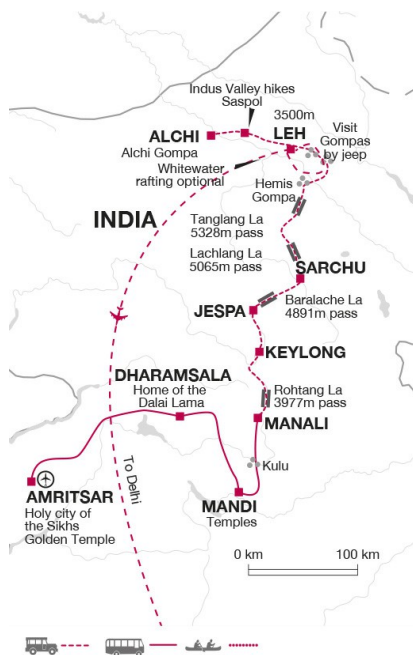 Indus Valley hikes
Saspol
3500m
ALCHI
LEH
Visit
Gompas
by jeep
Alchi Gompa
Whitewater
rafting optional
Hemis
Gompa
INDIA
Tanglang La
5328m pass
Lachlang La
5065m pass
SARCHU
JESPA
Baralache La
4891m pass
KEYLONG
DHARAMSALA
Home of the
Dalai Lama
Rohtang La
3977m pass
MANALI
Kulu
To Delhi
AMRITSAR
Holy city of
the Sikhs
Golden Temple
MANDI
Temples
0 km
100 km